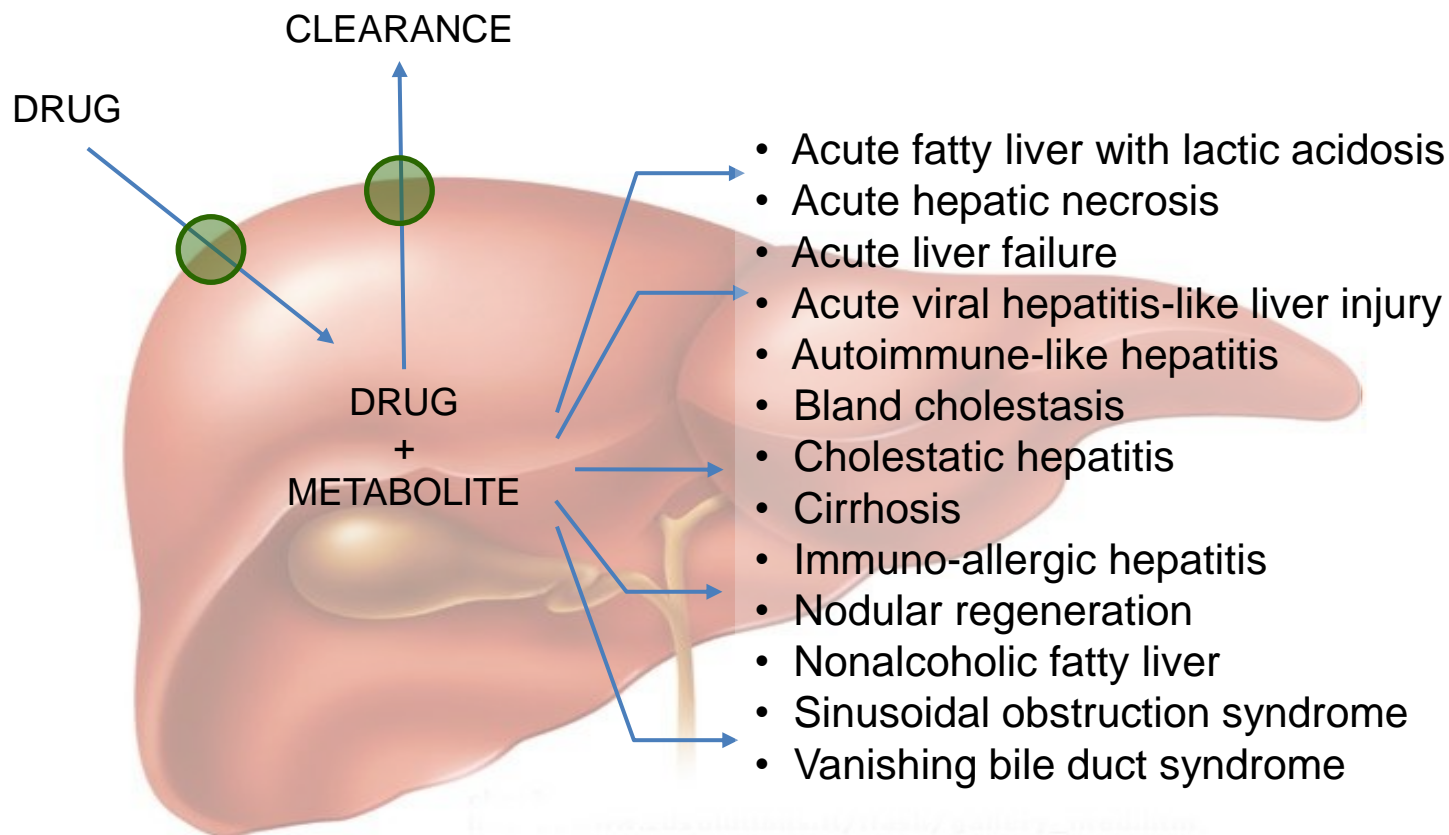 CLEARANCE
DRUG
DRUG
+
METABOLITE
• Acute fatty liver with lactic acidosis
• Acute hepatic necrosis
• Acute liver failure
• Acute viral hepatitis-like liver injury
• Autoimmune-like hepatitis
• Bland cholestasis
• Cholestatic hepatitis
• Cirrhosis
• Immuno-allergic hepatitis
• Nodular regeneration
• Nonalcoholic fatty liver
• Sinusoidal obstruction syndrome
• Vanishing bile duct syndrome